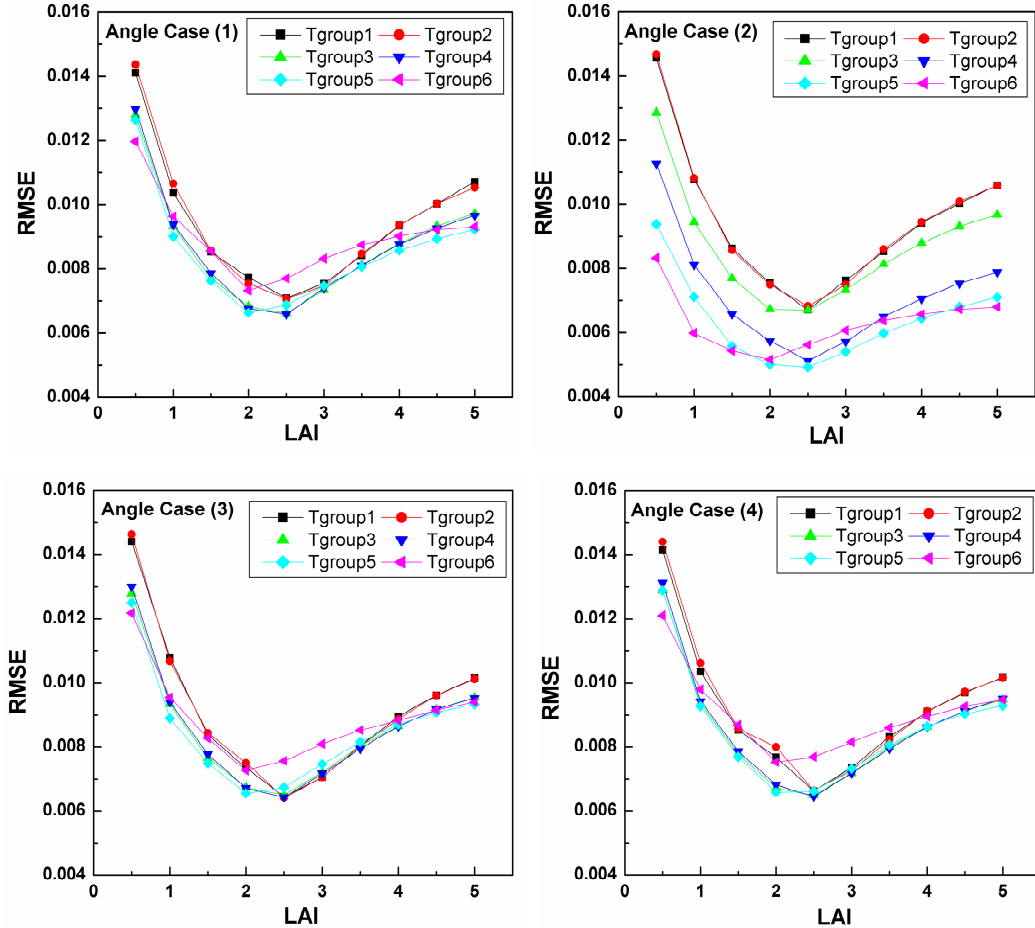 Angle Case (1)
Tgroup1 Tgroup2
Tgroup3 Tgroup4
Tgroup5 Tgroup6
0.016
0.014
0.012
0.010
0.008
0.006
0.004
RMSE
0 1 2 3 4 5
LAI
Angle Case (2)
Tgroup1 Tgroup2
Tgroup3 Tgroup4
Tgroup5 Tgroup6
0.016
0.014
0.012
0.010
0.008
0.006
0.004
RMSE
0 1 2 3 4 5
LAI
Angle Case (3)
Tgroup1 Tgroup2
Tgroup3 Tgroup4
Tgroup5 Tgroup6
0.016
0.014
0.012
0.010
0.008
0.006
0.004
RMSE
0 1 2 3 4 5
LAI
Angle Case (4)
Tgroup1 Tgroup2
Tgroup3 Tgroup4
Tgroup5 Tgroup6
0.016
0.014
0.012
0.010
0.008
0.006
0.004
RMSE
0 1 2 3 4 5
LAI